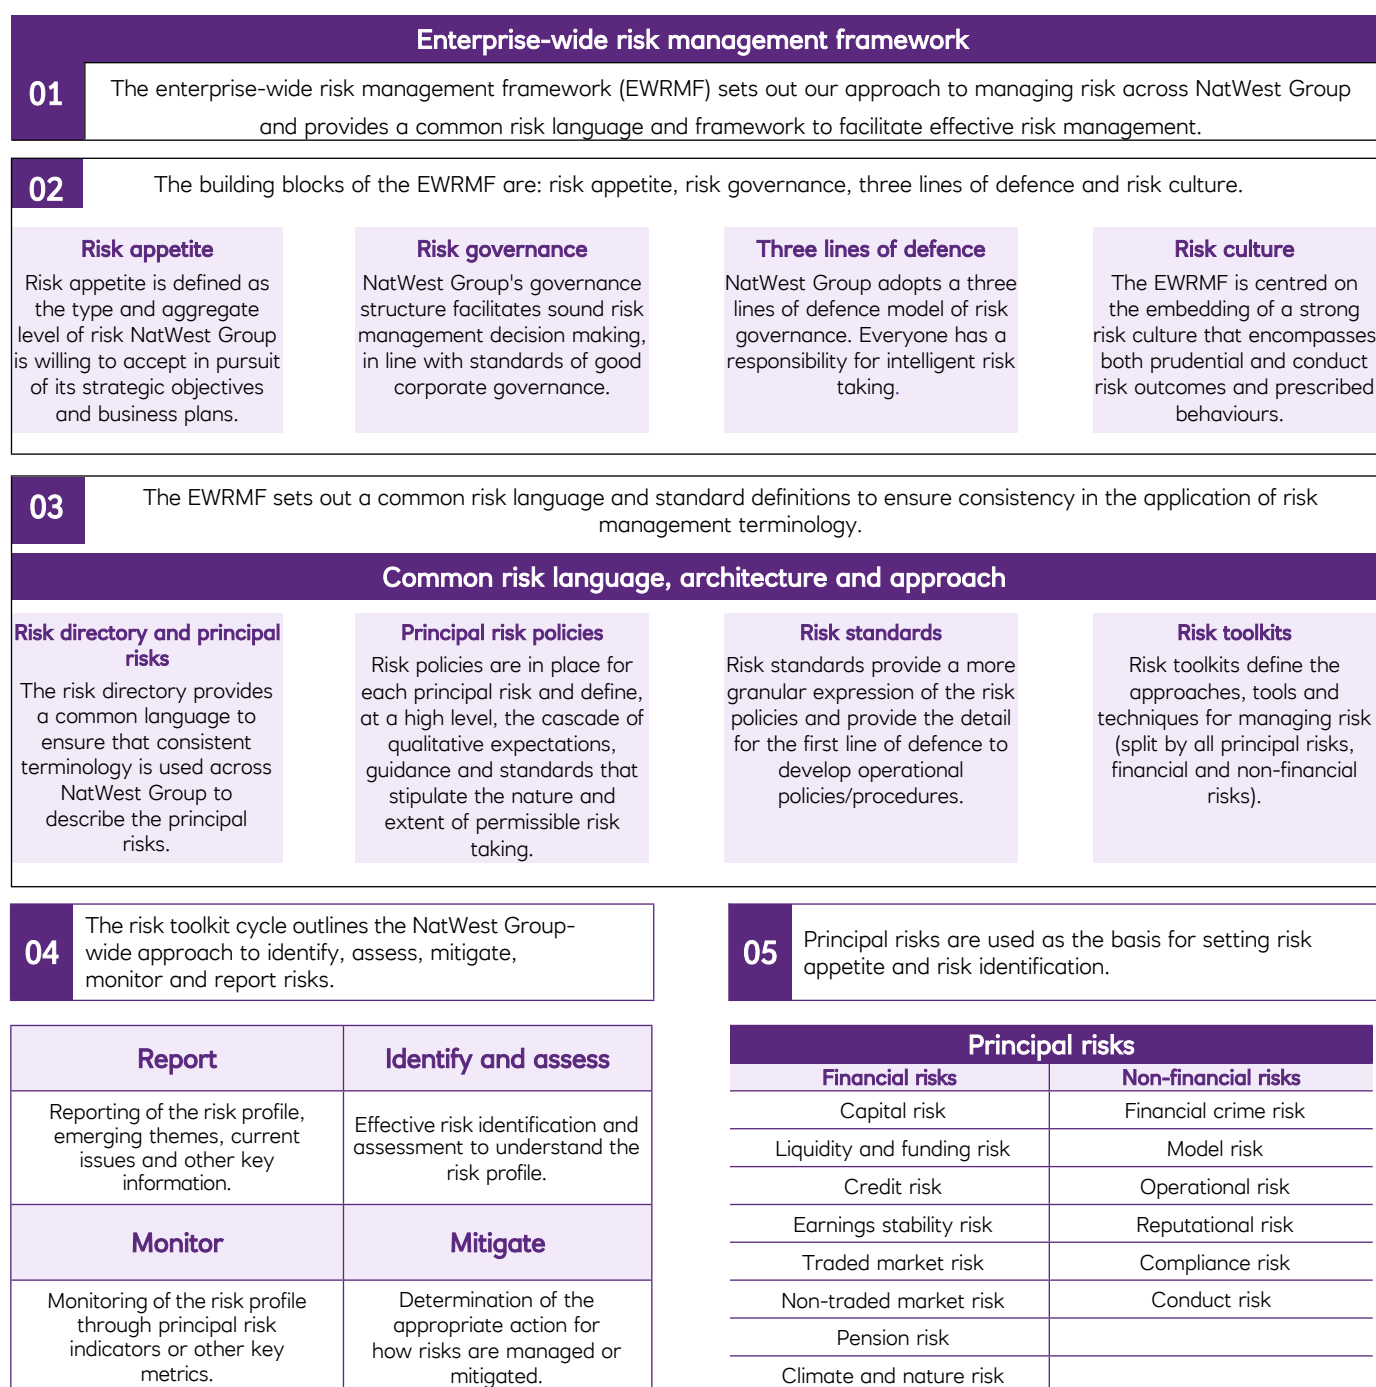 Enterprise-wide risk management framework
01
The enterprise-wide risk management framework (EWRMF) sets out our approach to managing risk across NatWest Group
and provides a common risk language and framework to facilitate effective risk management.
02
The building blocks of the EWRMF are: risk appetite, risk governance, three lines of defence and risk culture.
Risk appetite
Risk appetite is defined as
the type and aggregate
level of risk NatWest Group
is willing to accept in pursuit
of its strategic objectives
and business plans.
Risk governance
NatWest Group's governance
structure facilitates sound risk
management decision making,
in line with standards of good
corporate governance.
Three lines of defence
NatWest Group adopts a three
lines of defence model of risk
governance. Everyone has a
responsibility for intelligent risk
taking.
Risk culture
The EWRMF is centred on
the embedding of a strong
risk culture that encompasses
both prudential and conduct
risk outcomes and prescribed
behaviours.
03
The EWRMF sets out a common risk language and standard definitions to ensure consistency in the application of risk
management terminology.
Common risk language, architecture and approach
Risk directory and principal
risks
The risk directory provides
a common language to
ensure that consistent
terminology is used across
NatWest Group to
describe the principal
risks.
Principal risk policies
Risk policies are in place for
each principal risk and define,
at a high level, the cascade of
qualitative expectations,
guidance and standards that
stipulate the nature and
extent of permissible risk
taking.
Risk standards
Risk standards provide a more
granular expression of the risk
policies and provide the detail
for the first line of defence to
develop operational
policies/procedures.
Risk toolkits
Risk toolkits define the
approaches, tools and
techniques for managing risk
(split by all principal risks,
financial and non-financial
risks).
04
The risk toolkit cycle outlines the NatWest Group-
wide approach to identify, assess, mitigate,
monitor and report risks.
05
Principal risks are used as the basis for setting risk
appetite and risk identification.
Report
Identify and assess
Reporting of the risk profile,
emerging themes, current
issues and other key
information.
Effective risk identification and
assessment to understand the
risk profile.
Monitor
Mitigate
Monitoring of the risk profile
through principal risk
indicators or other key
metrics.
Determination of the
appropriate action for
how risks are managed or
mitigated.
Principal risks
Financial risks
Non-financial risks
Capital risk
Financial crime risk
Liquidity and funding risk
Model risk
Credit risk
Operational risk
Earnings stability risk
Reputational risk
Traded market risk
Compliance risk
Non-traded market risk
Conduct risk
Pension risk
Climate and nature risk